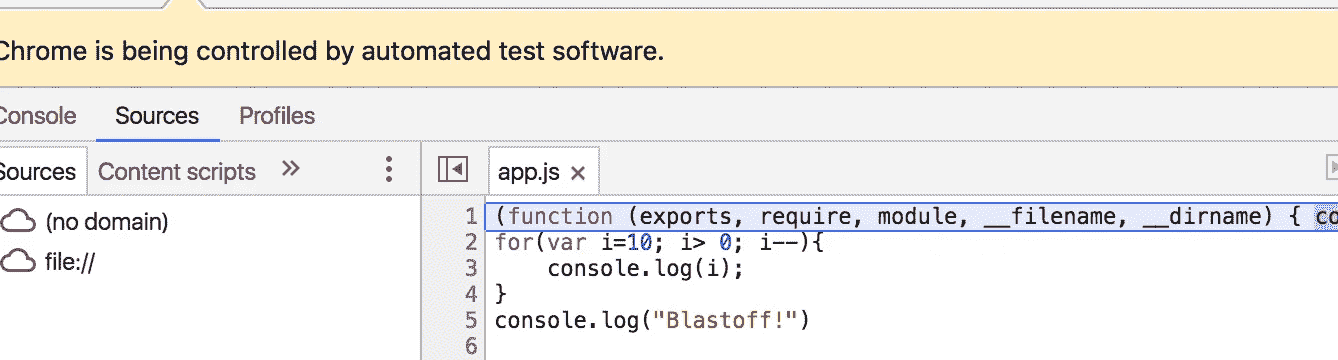 Chrome is being controlled by automated test software.
Console Sources Profiles
Sources Content scripts » app.js ×
(no domain)
file://
1 (function (exports, require, module, __filename, __dirname) { co
2 for(var i=10; i> 0; i--){
3     console.log(i);
4 }
5 console.log("Blastoff!")
6